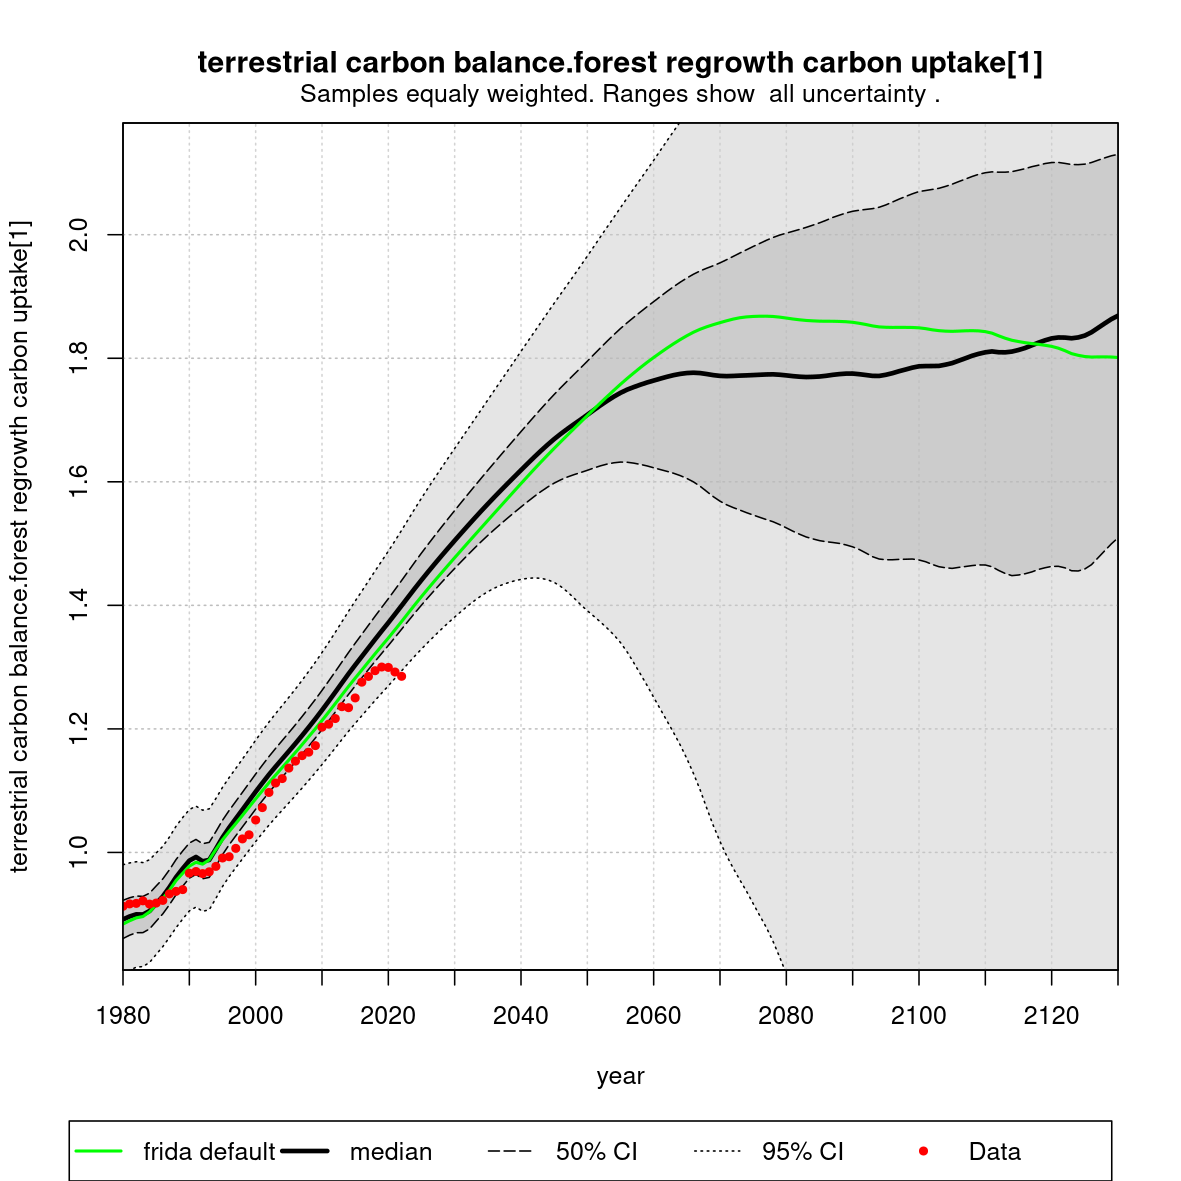 terrestrial carbon balance.forest regrowth carbon uptake[1]
Samples equaly weighted. Ranges show  all uncertainty .
terrestrial carbon balance.forest regrowth carbon uptake[1]
2.0
1.8
1.6
1.4
1.2
1.0
1980 2000 2020 2040 2060 2080 2100 2120
year
frida default median 50% CI 95% CI Data